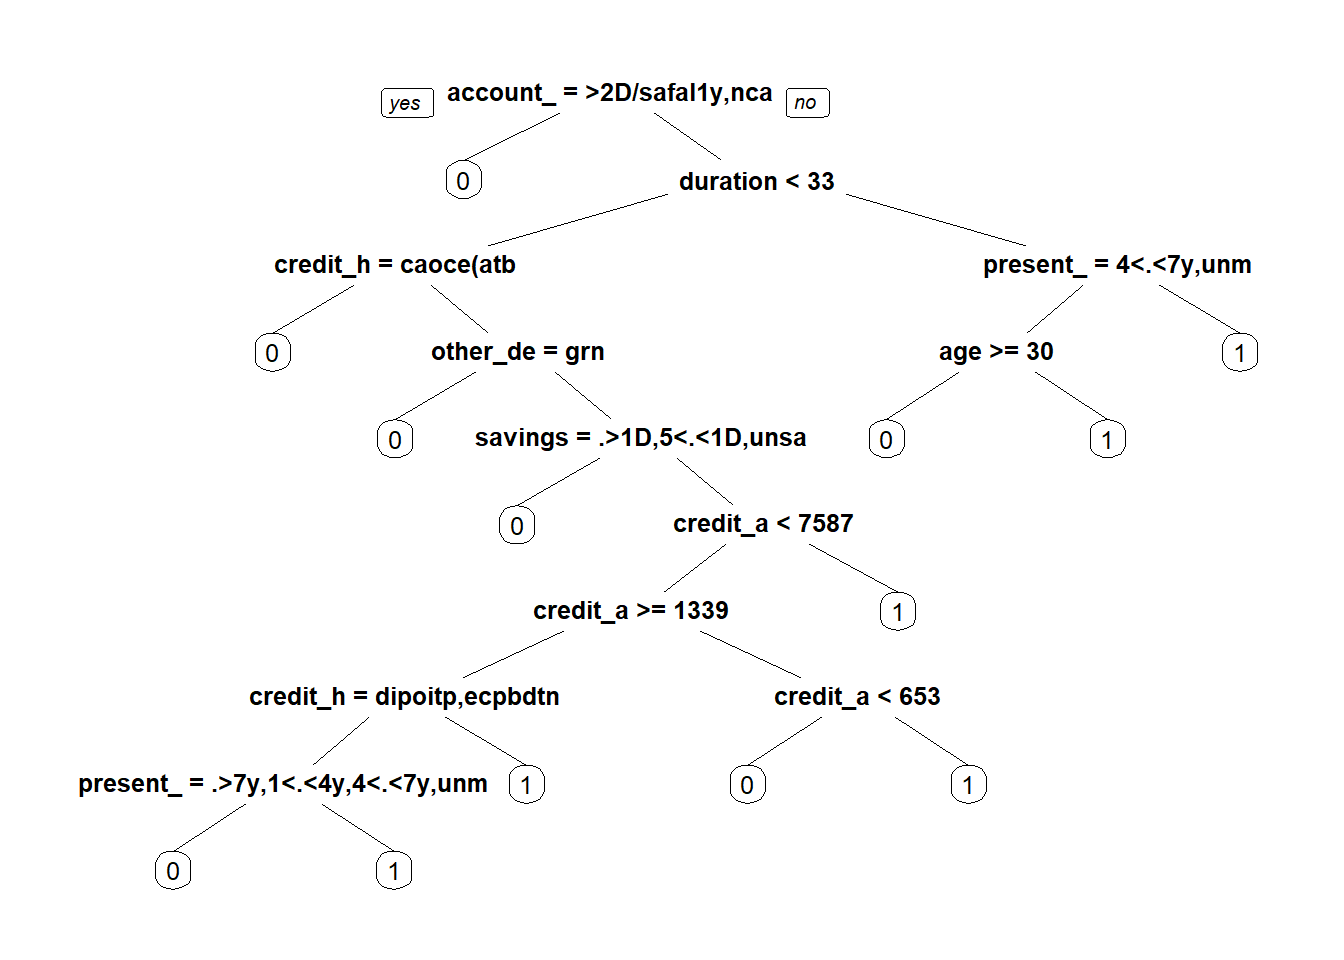 yes account_ = >2D/safal1y,nca no
0
duration < 33
credit_h = caoce(atb present_ = 4<.<7y,unm
0 other_de = grn age >= 30 1
0 savings = .>1D,5<.<1D,unsa 0 1
0 credit_a < 7587
credit_a >= 1339 1
credit_h = dipoitp,ecpbdtn credit_a < 653
present_ = .>7y,1<.<4y,4<.<7y,unm 1 0 1
0 1